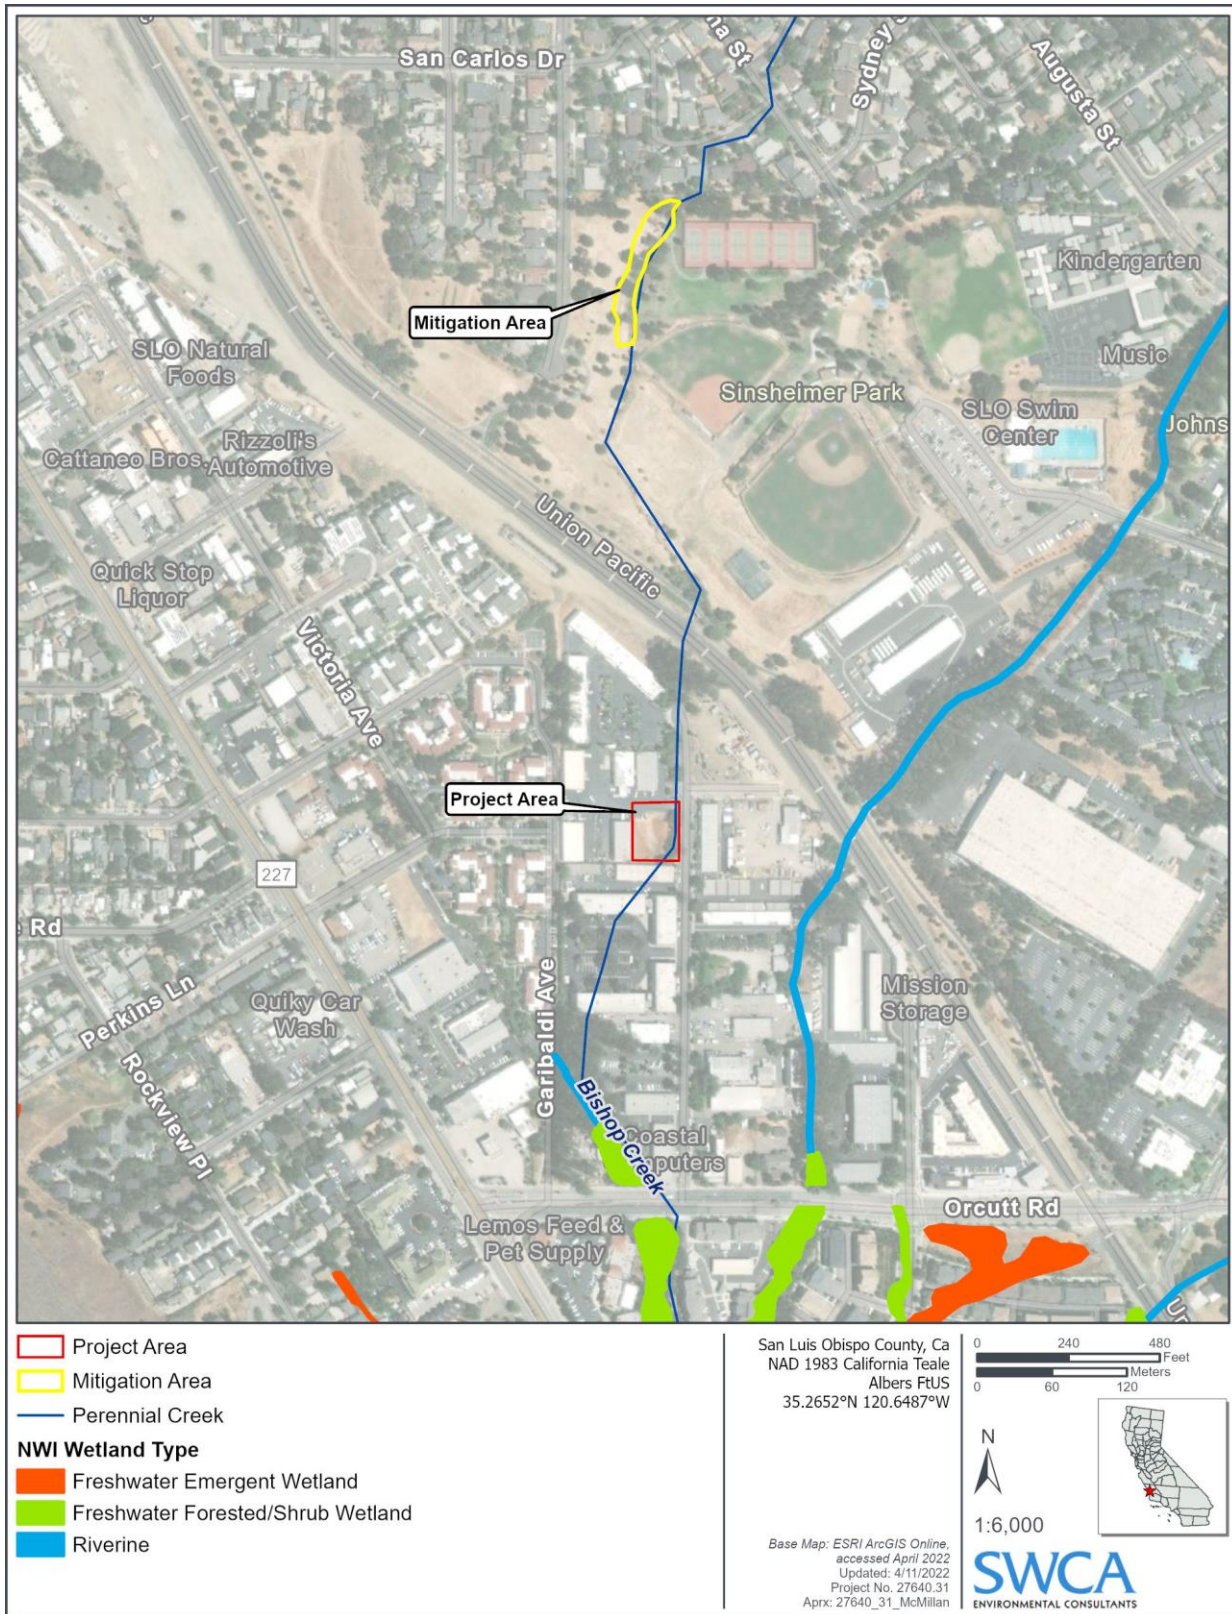 San Carlos Dr
na St
Sydney S
Augusta St
Kindergarten
Mitigation Area
SLO Natural
Foods
Music
Sinsheimer Park
SLO Swim
Center
Johns
Rizzoli's
Automotive
Cattaneo Bros.
Union Pacific
Quick Stop
Liquor
Victoria Ave
Project Area
227
e Rd
Perkins Ln
Quiky Car
Wash
Garibaldi Ave
Mission
Storage
Rockview Pl
Bishop Creek
Coastal
mputers
Orcutt Rd
Lemos Feed &
Pet Supply
Un
Project Area
Mitigation Area
Perennial Creek
NWI Wetland Type
Freshwater Emergent Wetland
Freshwater Forested/Shrub Wetland
Riverine
San Luis Obispo County, Ca
NAD 1983 California Teale
Albers FtUS
35.2652°N 120.6487°W
Base Map: ESRI ArcGIS Online,
accessed April 2022
Updated: 4/11/2022
Project No. 27640.31
Aprx: 27640_31_McMillan
0 240 480
Feet
Meters
0 60 120
N
1:6,000
SWCA
ENVIRONMENTAL CONSULTANTS